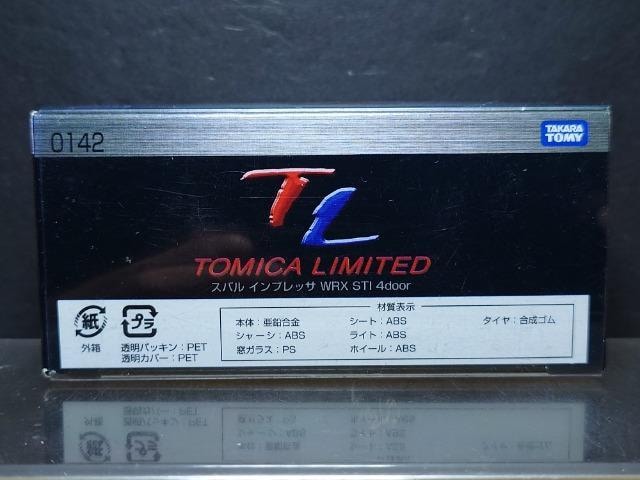 0142
TAKARA
TOMY
TL
TOMICA LIMITED
スバル インプレッサ WRX STI 4door
紙
外箱
プラ
透明パッキン:PET
透明カバー:PET
材質表示
本体:亜鉛合金
シート:ABS
タイヤ:合成ゴム
シャーシ:ABS
ライト:ABS
窓ガラス:PS
ホイール:ABS